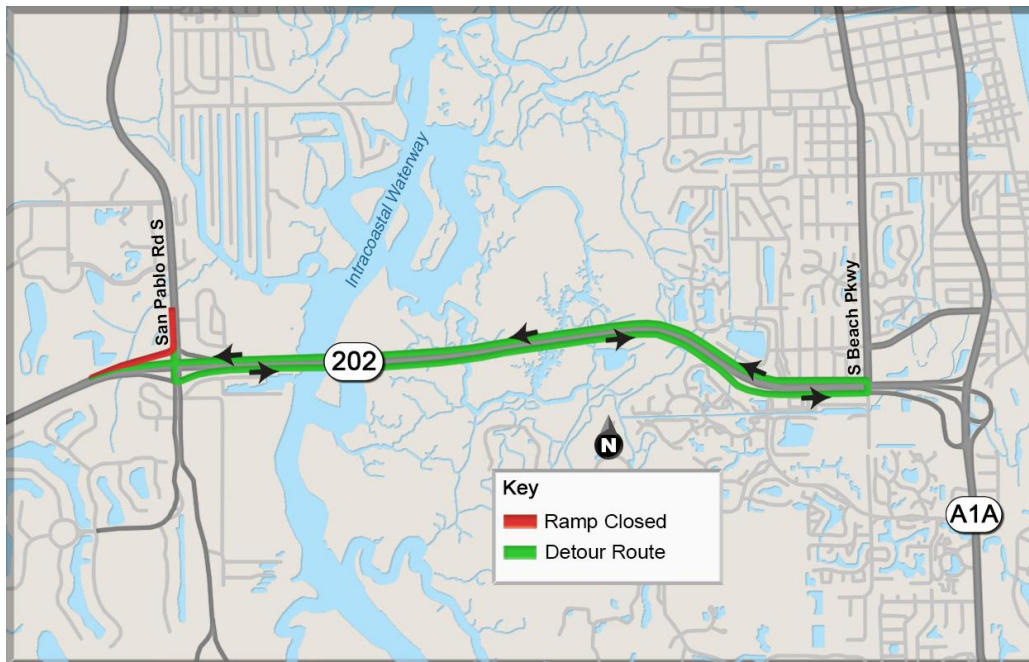 San Pablo Rd S
Intracoastal Waterway
S Beach Pkwy
202
N
Key
Ramp Closed
Detour Route
A1A